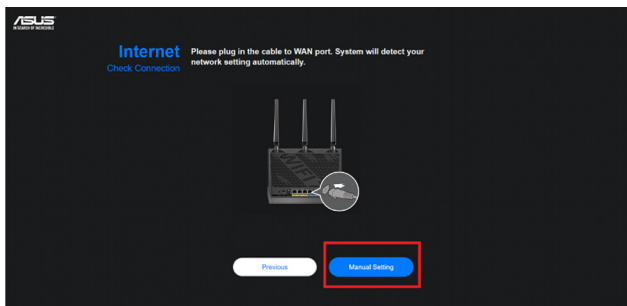 ASUS
IN SEARCH OF INCREDIBLE
Internet
Check Connection
Please plug in the cable to WAN port. System will detect your
network setting automatically.
WIFI
Previous
Manual Setting